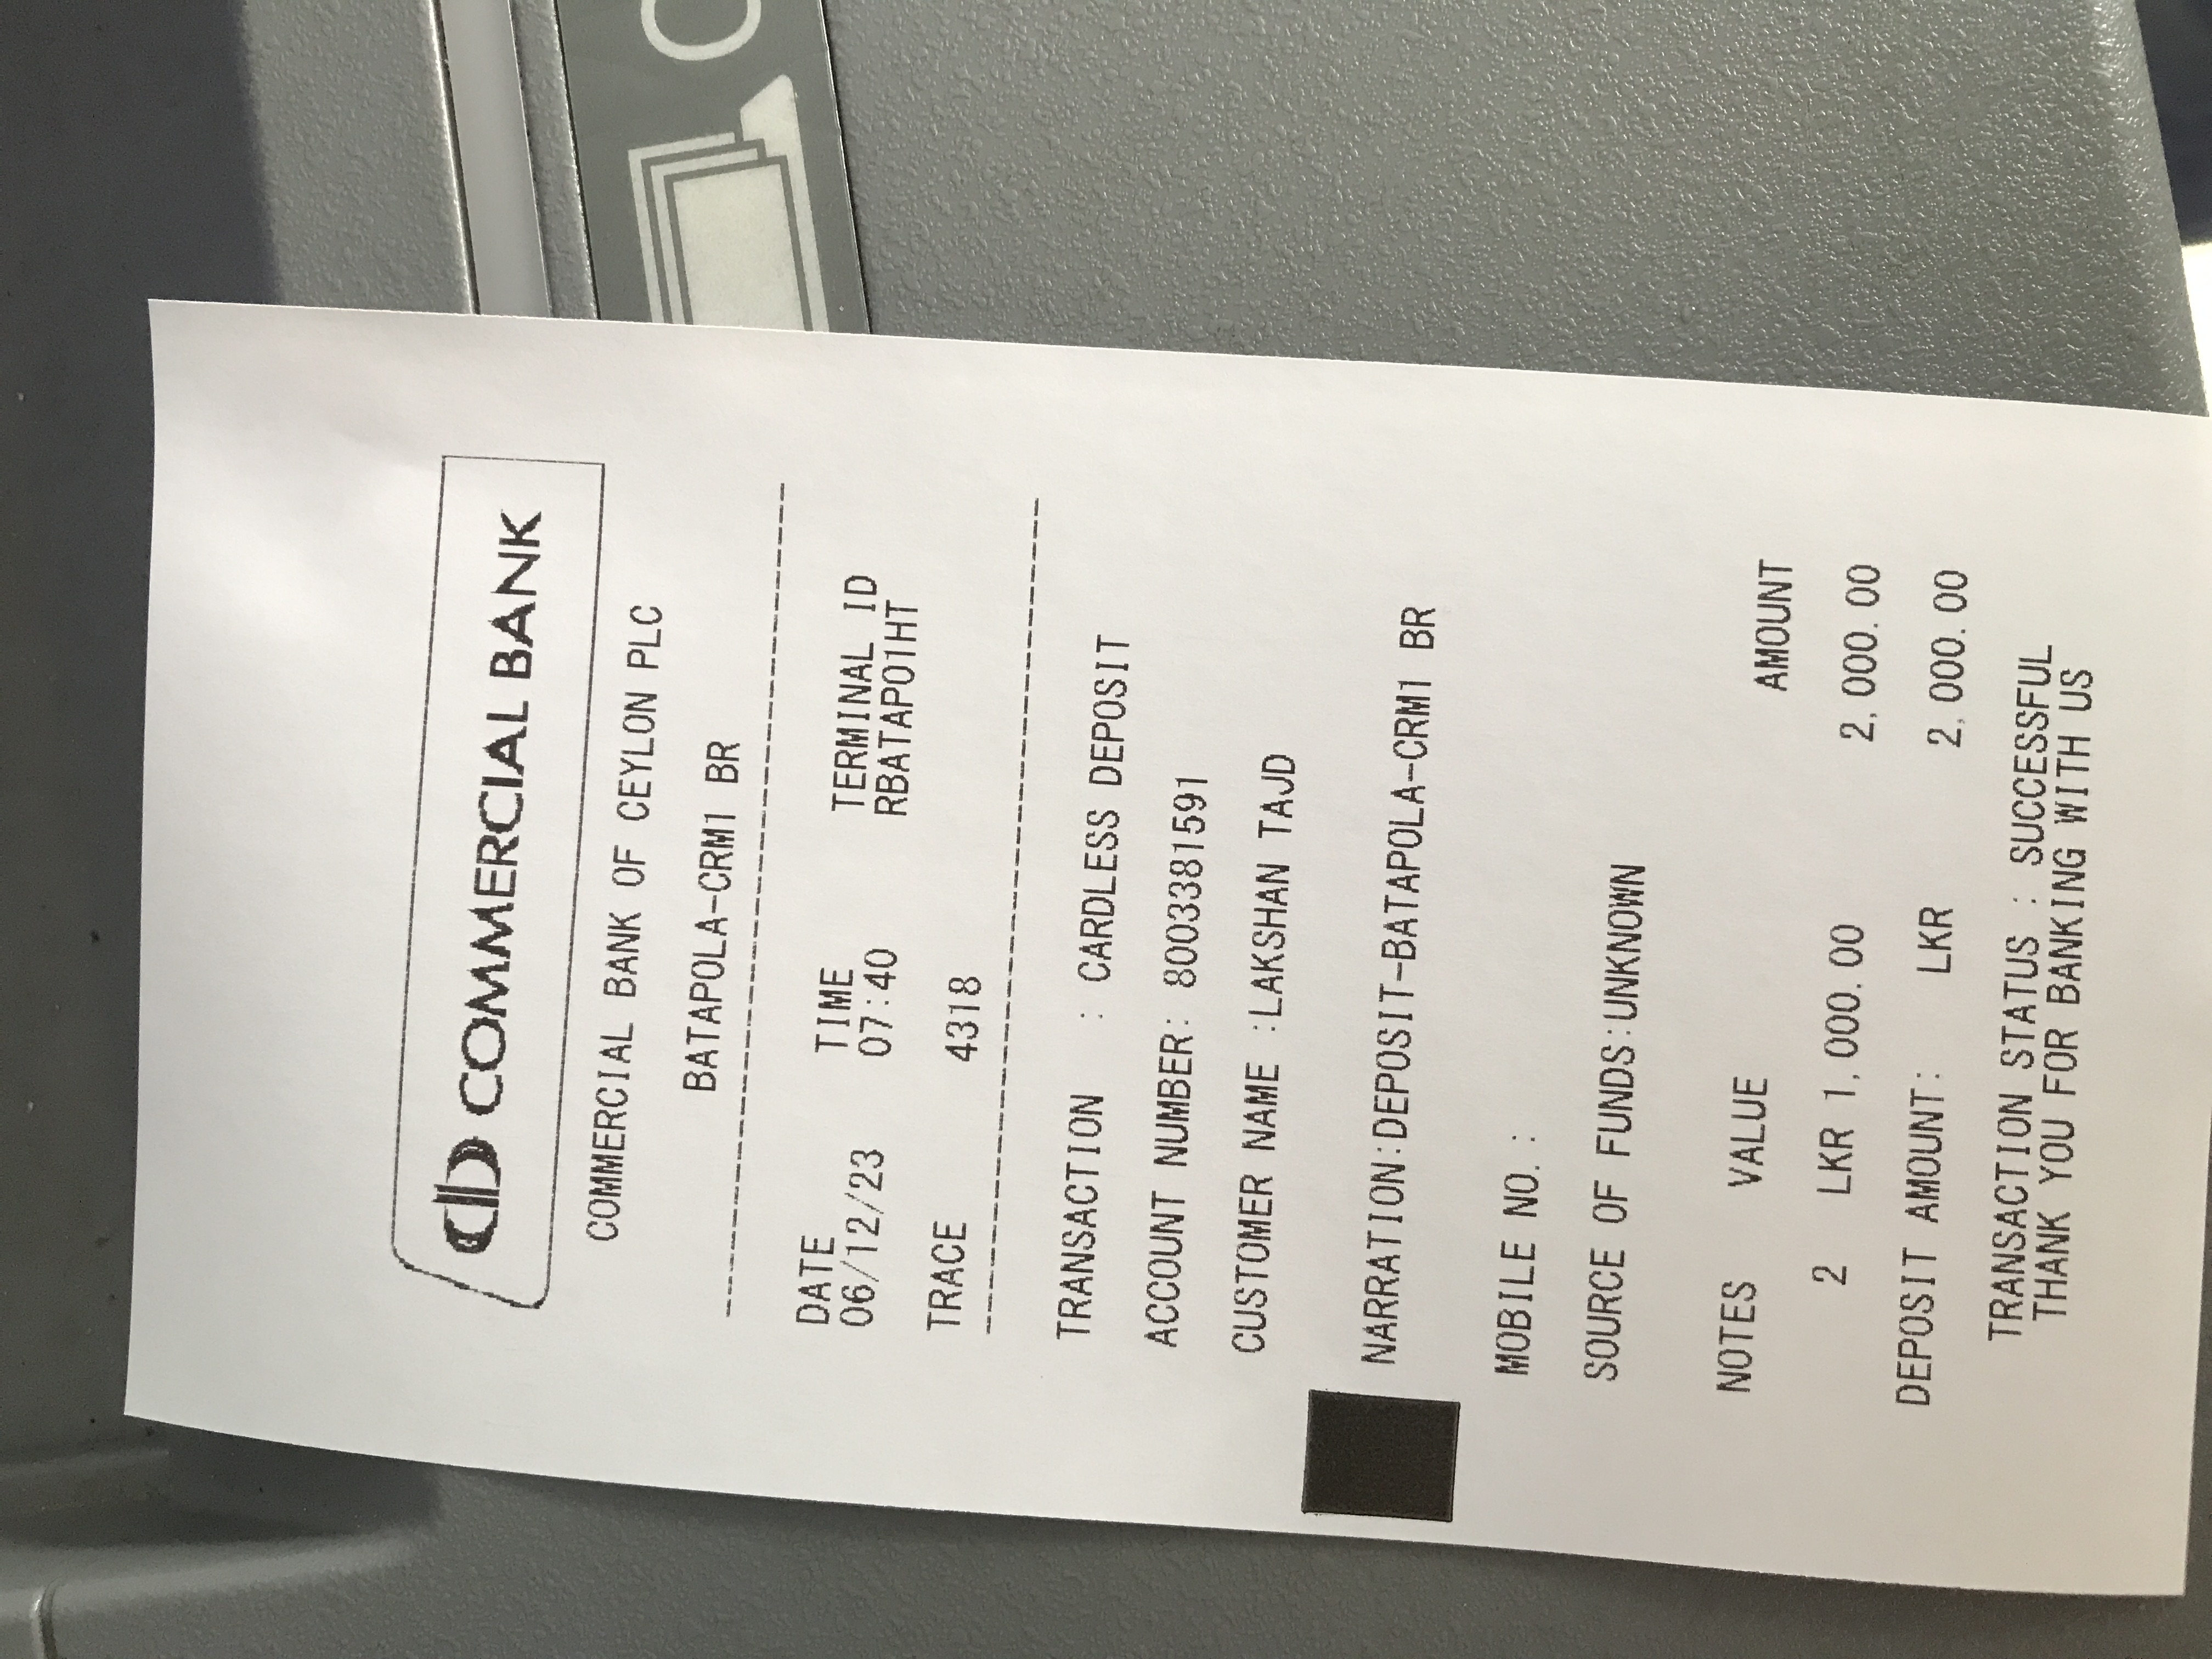 COMMERCIAL BANK
COMMERCIAL BANK OF CEYLON PLC
BATAPOLA-CRM1 BR
DATE TIME TERMINAL ID
06/12/23 07:40 RBATAP01HT
TRACE 4318
TRANSACTION : CARDLESS DEPOSIT
ACCOUNT NUMBER: 8003381591
CUSTOMER NAME :LAKSHAN TAJD
NARRATION:DEPOSIT-BATAPOLA-CRM1 BR
MOBILE NO. :
SOURCE OF FUNDS:UNKNOWN
NOTES VALUE AMOUNT
2 LKR 1,000.00 2,000.00
DEPOSIT AMOUNT: LKR 2,000.00
TRANSACTION STATUS : SUCCESSFUL
THANK YOU FOR BANKING WITH US